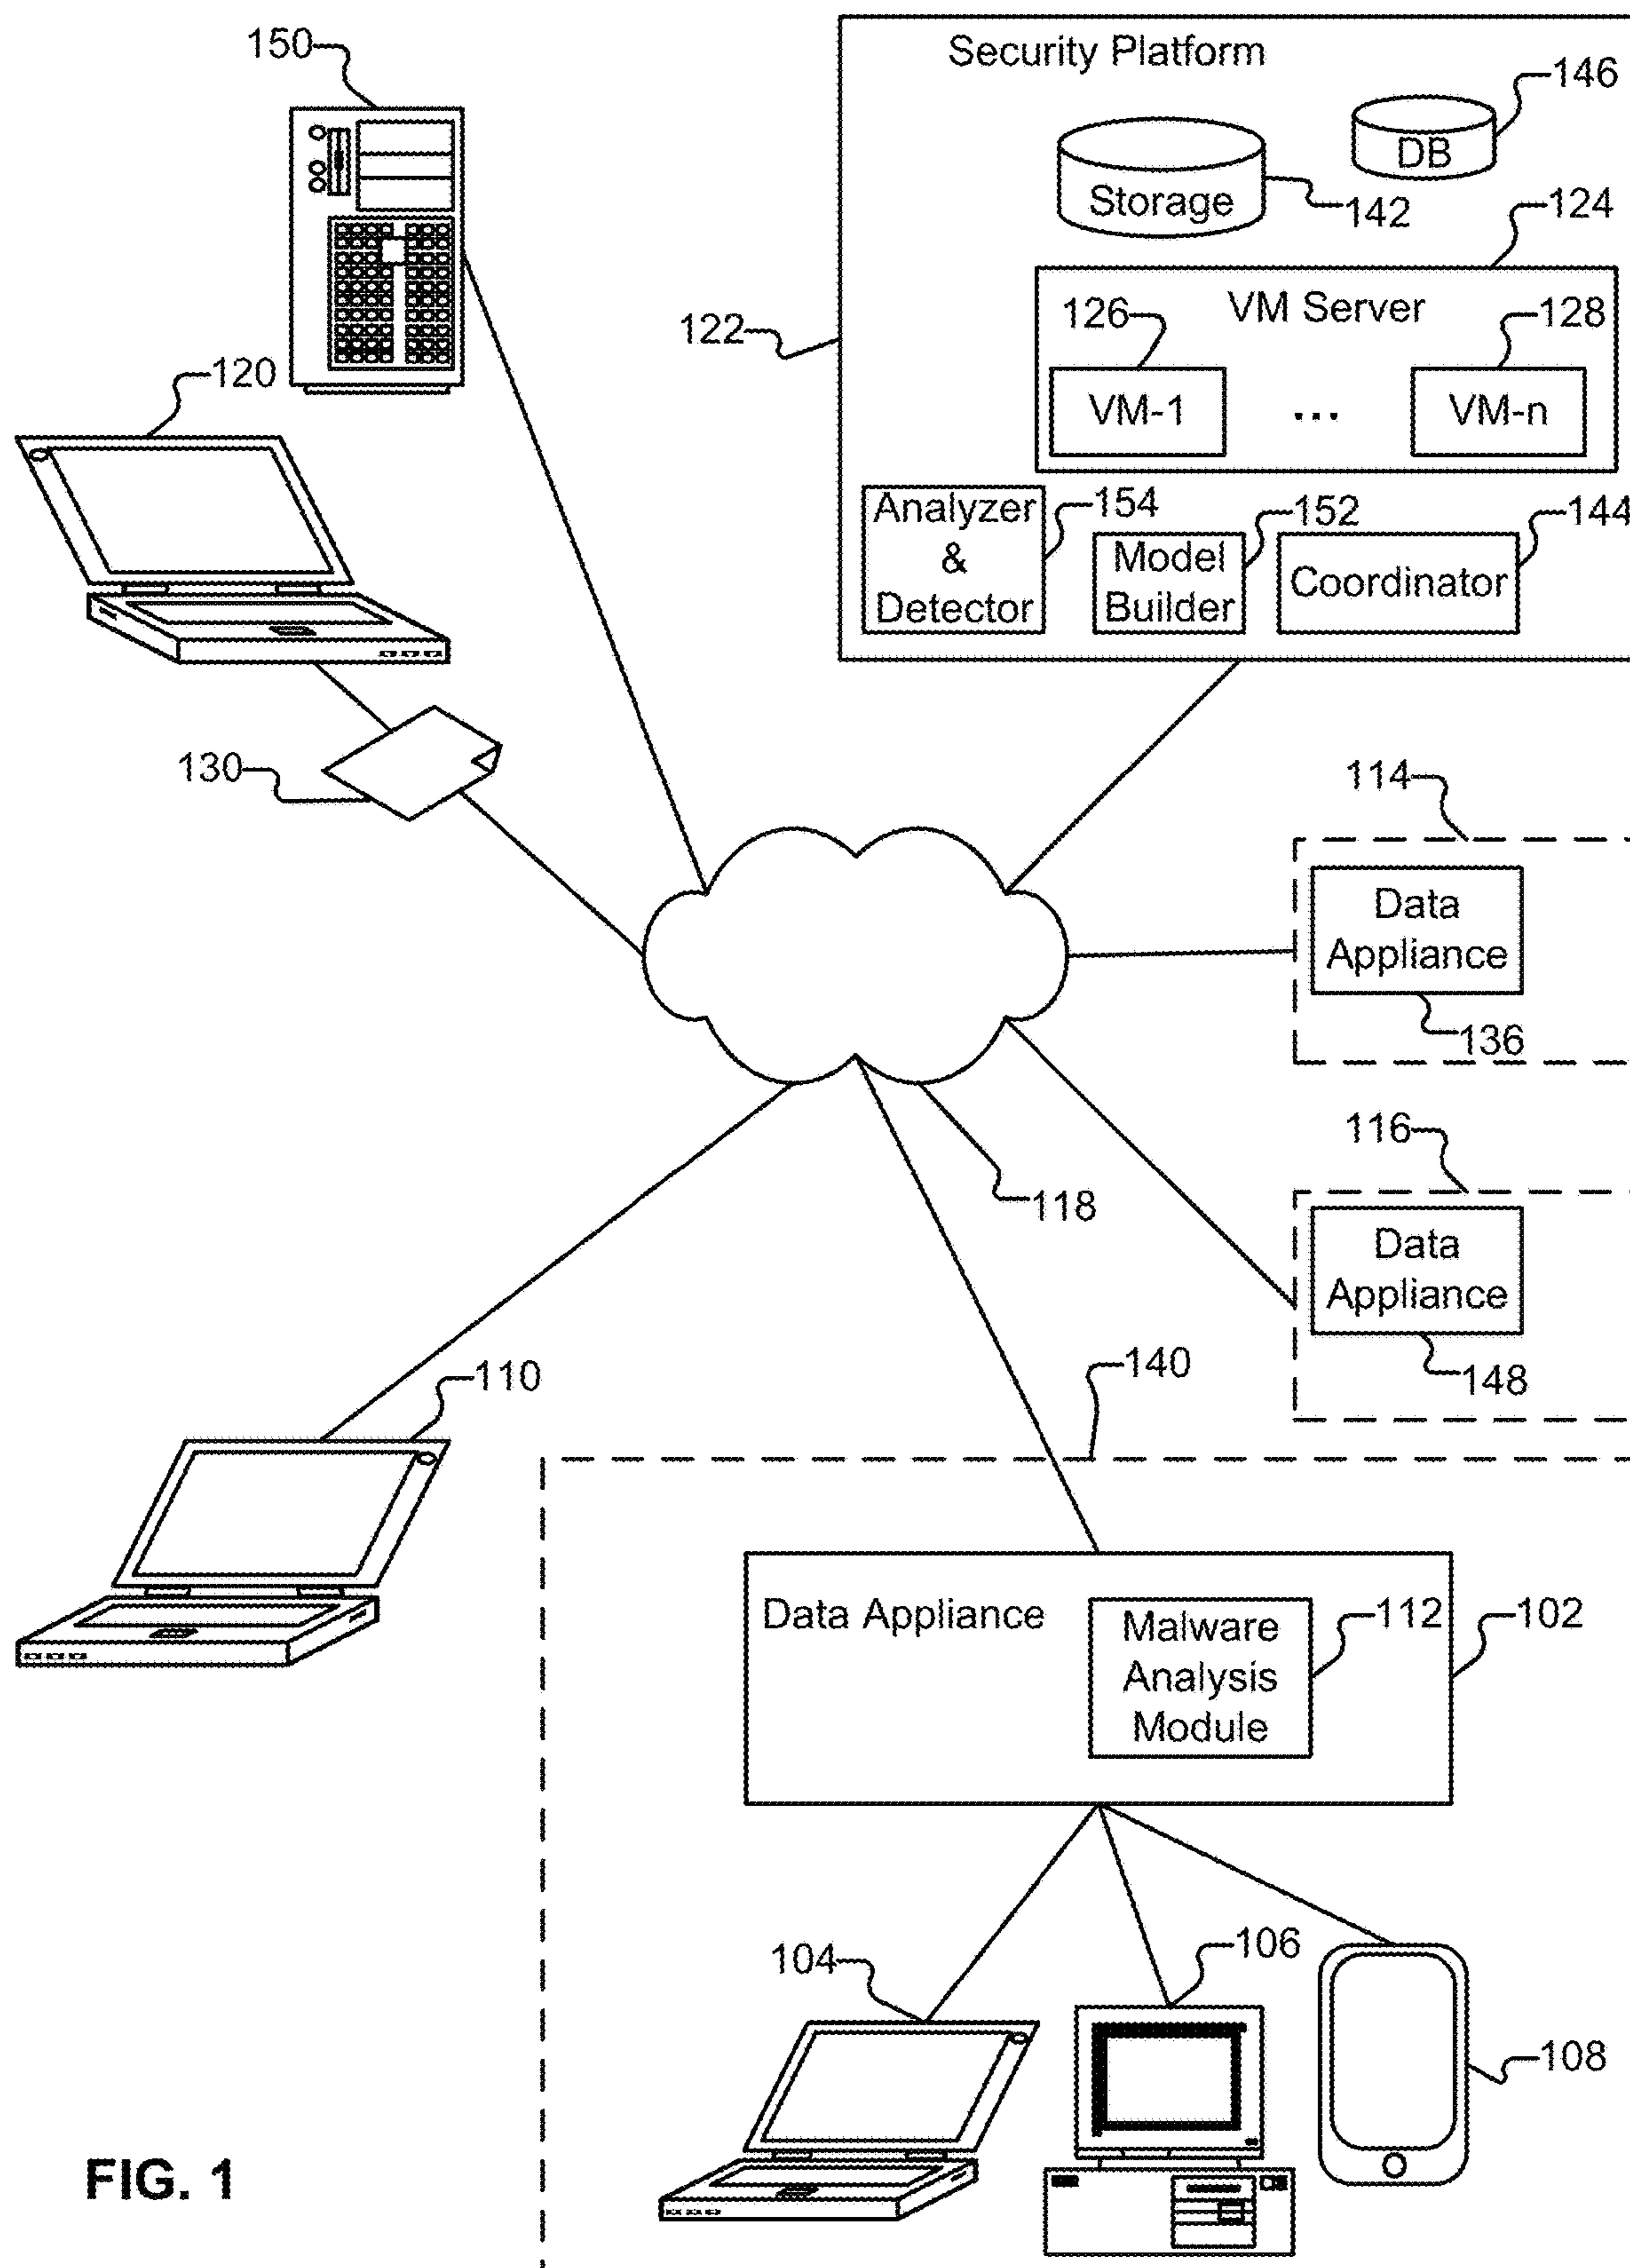 150
Security Platform
146
DB
Storage
142
124
122
VM Server
126
128
VM-1
...
VM-n
120
Analyzer
&
Detector
154
Model
Builder
152
Coordinator
144
130
114
Data
Appliance
136
116
118
Data
Appliance
148
140
110
Data Appliance
Malware
Analysis
Module
112
102
104
106
108
FIG. 1